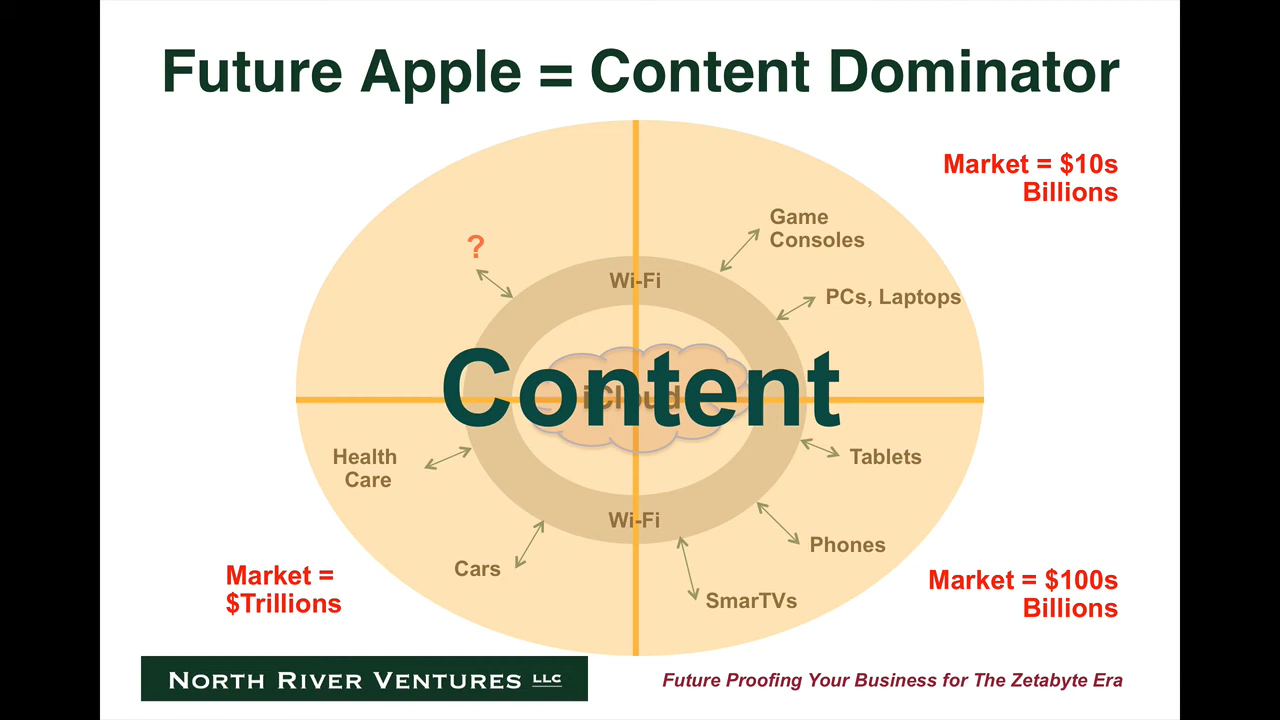 Future Apple = Content Dominator
Market = $10s
Billions
Game
Consoles
?
Wi-Fi
PCs, Laptops
Content
iCloud
Health
Care
Tablets
Wi-Fi
Phones
Cars
SmarTVs
Market =
$Trillions
Market = $100s
Billions
North River Ventures LLC
Future Proofing Your Business for The Zetabyte Era